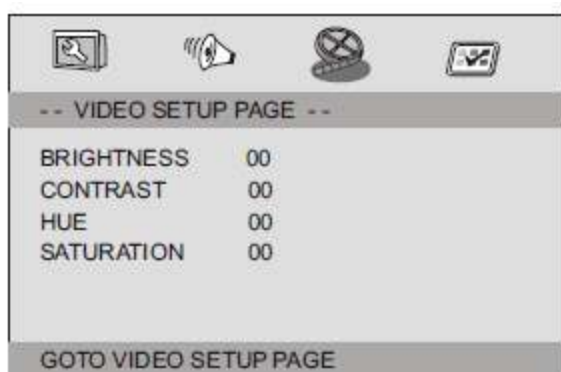 -- VIDEO SETUP PAGE --
BRIGHTNESS 00
CONTRAST 00
HUE 00
SATURATION 00
GOTO VIDEO SETUP PAGE